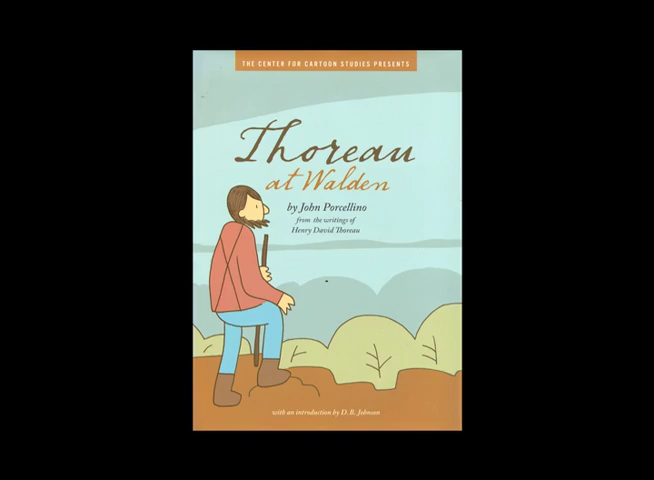 THE CENTER FOR CARTOON STUDIES PRESENTS
Thoreau
at Walden
by John Porcellino
from the writings of
Henry David Thoreau
with an introduction by D. B. Johnson